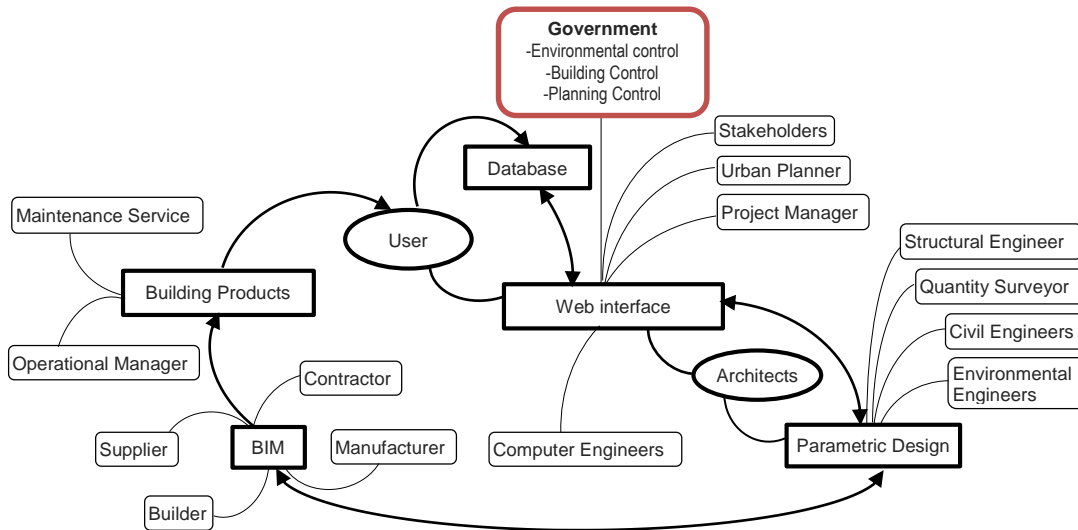 Government
-Environmental control
-Building Control
-Planning Control
Stakeholders
Database
Urban Planner
Maintenance Service
Project Manager
User
Structural Engineer
Building Products
Web interface
Quantity Surveyor
Civil Engineers
Operational Manager
Contractor
Architects
Environmental
Engineers
Supplier
BIM
Manufacturer
Computer Engineers
Parametric Design
Builder